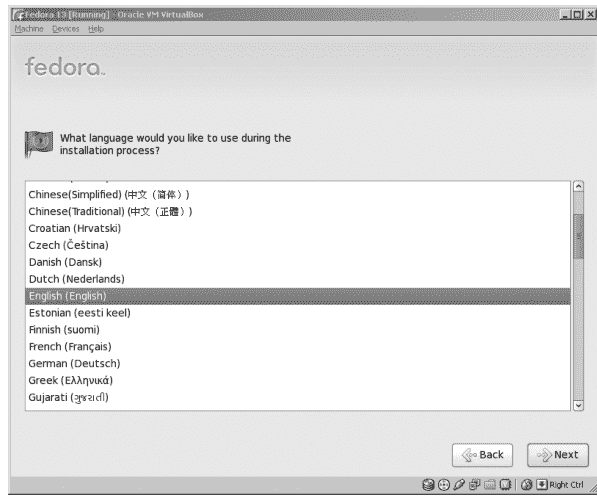 Fedora 13 [Running] - Oracle VM VirtualBox
Machine Devices Help
fedora
What language would you like to use during the
installation process?
Chinese(Simplified) (中文（简体）)
Chinese(Traditional) (中文（正體）)
Croatian (Hrvatski)
Czech (Čeština)
Danish (Dansk)
Dutch (Nederlands)
English (English)
Estonian (eesti keel)
Finnish (suomi)
French (Français)
German (Deutsch)
Greek (Ελληνικά)
Gujarati (ગુજરાતી)
Back Next
Right Ctrl